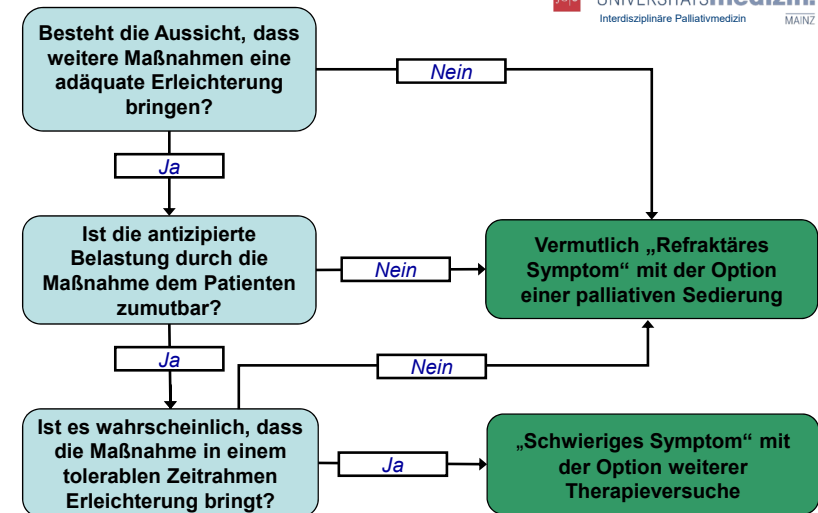 UNIVERSITÄTSmedizin.
Interdisziplinäre Palliativmedizin
MAINZ
Besteht die Aussicht, dass
weitere Maßnahmen eine
adäquate Erleichterung
bringen?
Nein
Ja
Ist die antizipierte
Belastung durch die
Maßnahme dem Patienten
zumutbar?
Nein
Vermutlich „Refraktäres
Symptom“ mit der Option
einer palliativen Sedierung
Ja
Nein
Ist es wahrscheinlich, dass
die Maßnahme in einem
tolerablen Zeitrahmen
Erleichterung bringt?
Ja
„Schwieriges Symptom“ mit
der Option weiterer
Therapieversuche